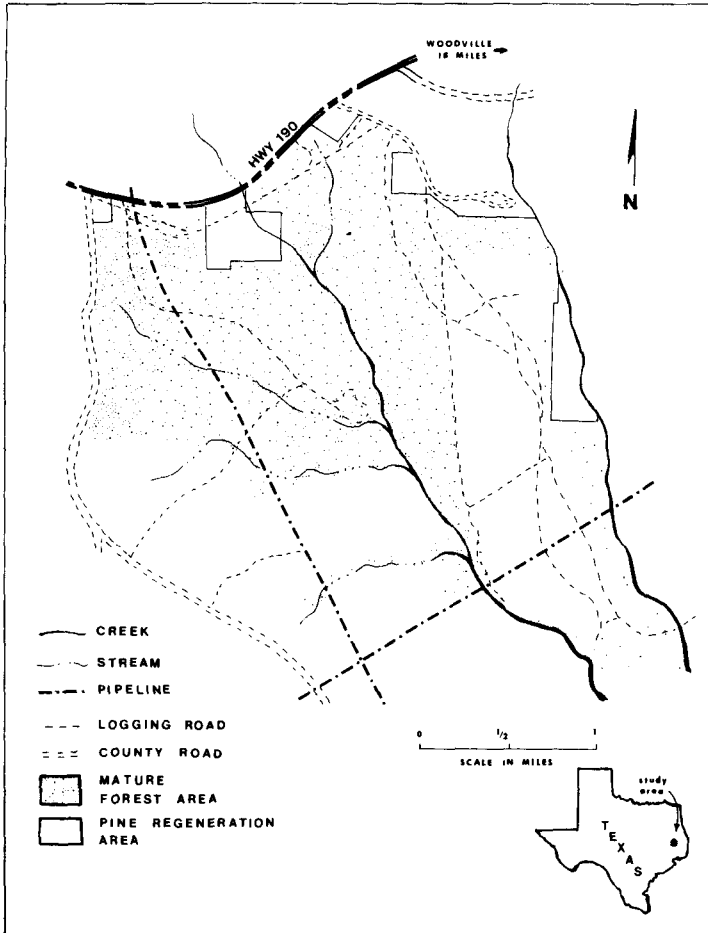 WOODVILLE
16 MILES
HWY 190
N
CREEK
STREAM
PIPELINE
LOGGING ROAD
COUNTY ROAD
MATURE
FOREST AREA
PINE REGENERATION
AREA
0 1/2 1
SCALE IN MILES
study
area
TEXAS